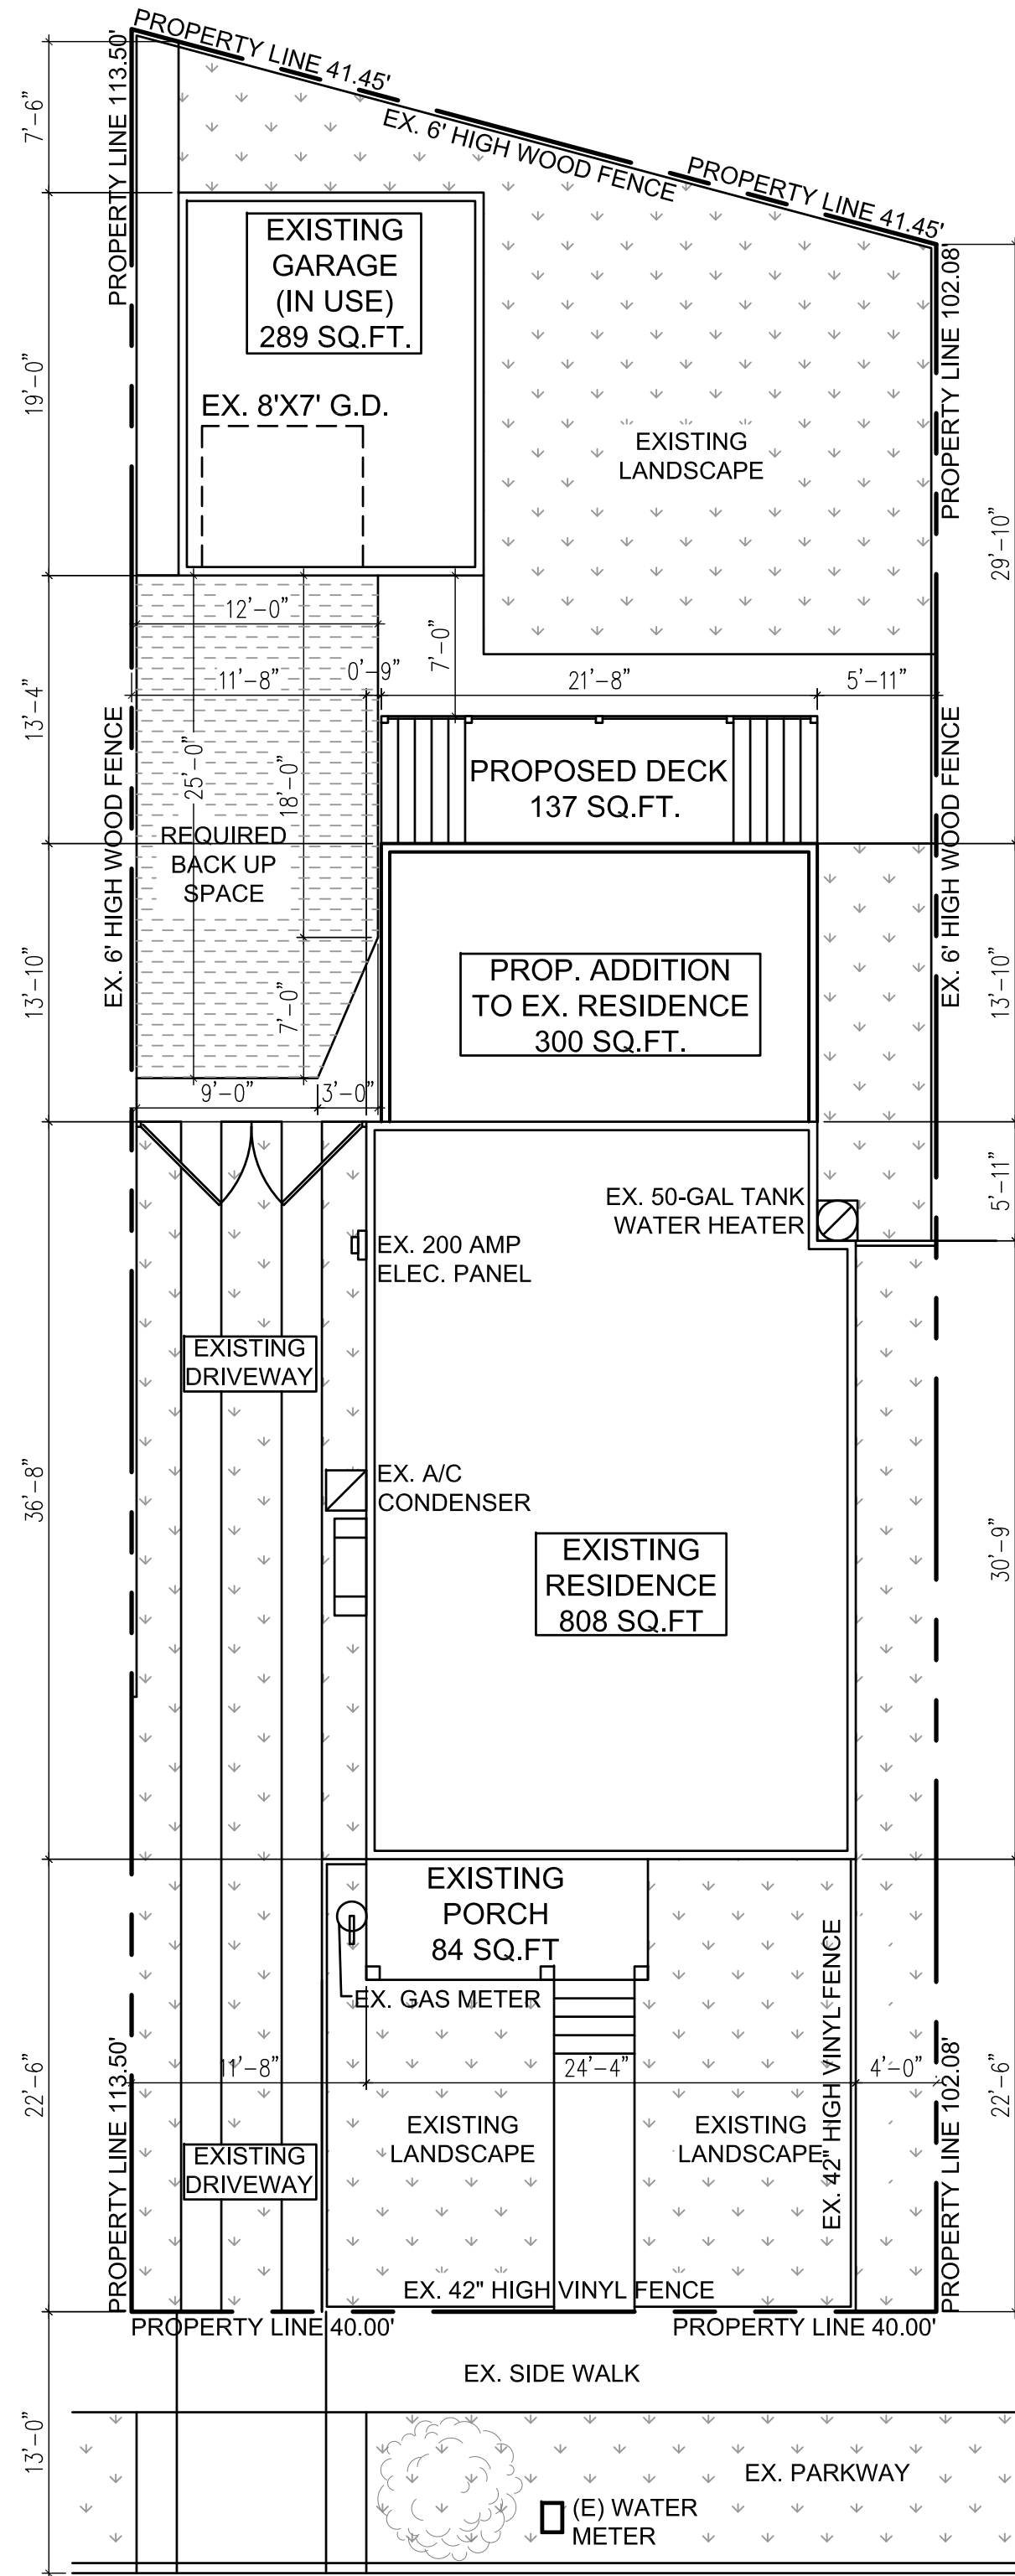 PROPERTY LINE 41.45'
PROPERTY LINE 113.50'
7'-6"
EX. 6' HIGH WOOD FENCE
PROPERTY LINE 41.45'
EXISTING
GARAGE
(IN USE)
289 SQ.FT.
PROPERTY LINE 102.08'
19'-0"
EX. 8'X7' G.D.
EXISTING
LANDSCAPE
29'-10"
12'-0"
7'-0"
11'-8"
0'-9"
21'-8"
5'-11"
13'-4"
EX. 6' HIGH WOOD FENCE
25'-0"
18'-0"
PROPOSED DECK
137 SQ.FT.
EX. 6' HIGH WOOD FENCE
REQUIRED
BACK UP
SPACE
13'-10"
7'-0"
PROP. ADDITION
TO EX. RESIDENCE
300 SQ.FT.
13'-10"
9'-0"
3'-0"
EX. 50-GAL TANK
WATER HEATER
5'-11"
EX. 200 AMP
ELEC. PANEL
EXISTING
DRIVEWAY
36'-8"
EX. A/C
CONDENSER
EXISTING
RESIDENCE
808 SQ.FT
30'-9"
EXISTING
PORCH
84 SQ.FT
EX. GAS METER
EX. 42" HIGH VINYL FENCE
22'-6"
PROPERTY LINE 113.50'
11'-8"
24'-4"
4'-0"
PROPERTY LINE 102.08'
22'-6"
EXISTING
LANDSCAPE
EXISTING
LANDSCAPE
EXISTING
DRIVEWAY
EX. 42" HIGH VINYL FENCE
PROPERTY LINE 40.00'
PROPERTY LINE 40.00'
EX. SIDE WALK
13'-0"
EX. PARKWAY
(E) WATER
METER